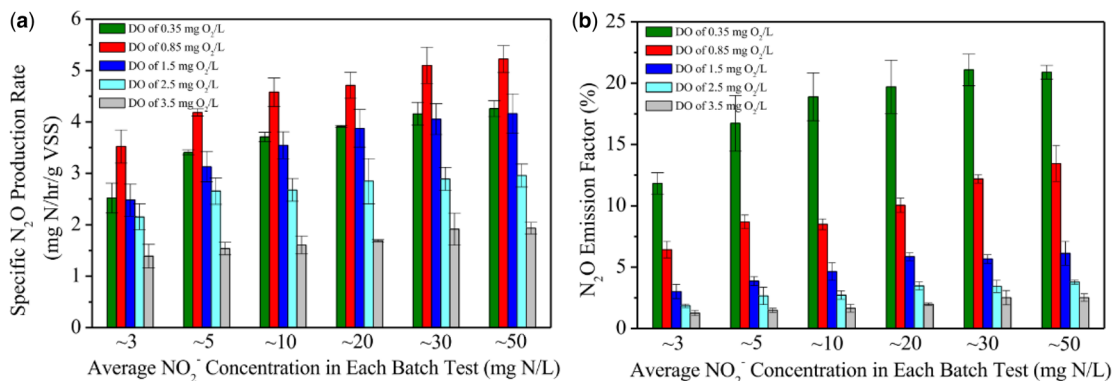 (a)
6
5
4
3
2
1
0
Specific N₂O Production Rate
(mg N/hr/g VSS)
DO of 0.35 mg O₂/L
DO of 0.85 mg O₂/L
DO of 1.5 mg O₂/L
DO of 2.5 mg O₂/L
DO of 3.5 mg O₂/L
~3 ~5 ~10 ~20 ~30 ~50
Average NO₂⁻ Concentration in Each Batch Test (mg N/L)
(b)
25
20
15
10
5
0
N₂O Emission Factor (%)
DO of 0.35 mg O₂/L
DO of 0.85 mg O₂/L
DO of 1.5 mg O₂/L
DO of 2.5 mg O₂/L
DO of 3.5 mg O₂/L
~3 ~5 ~10 ~20 ~30 ~50
Average NO₂⁻ Concentration in Each Batch Test (mg N/L)